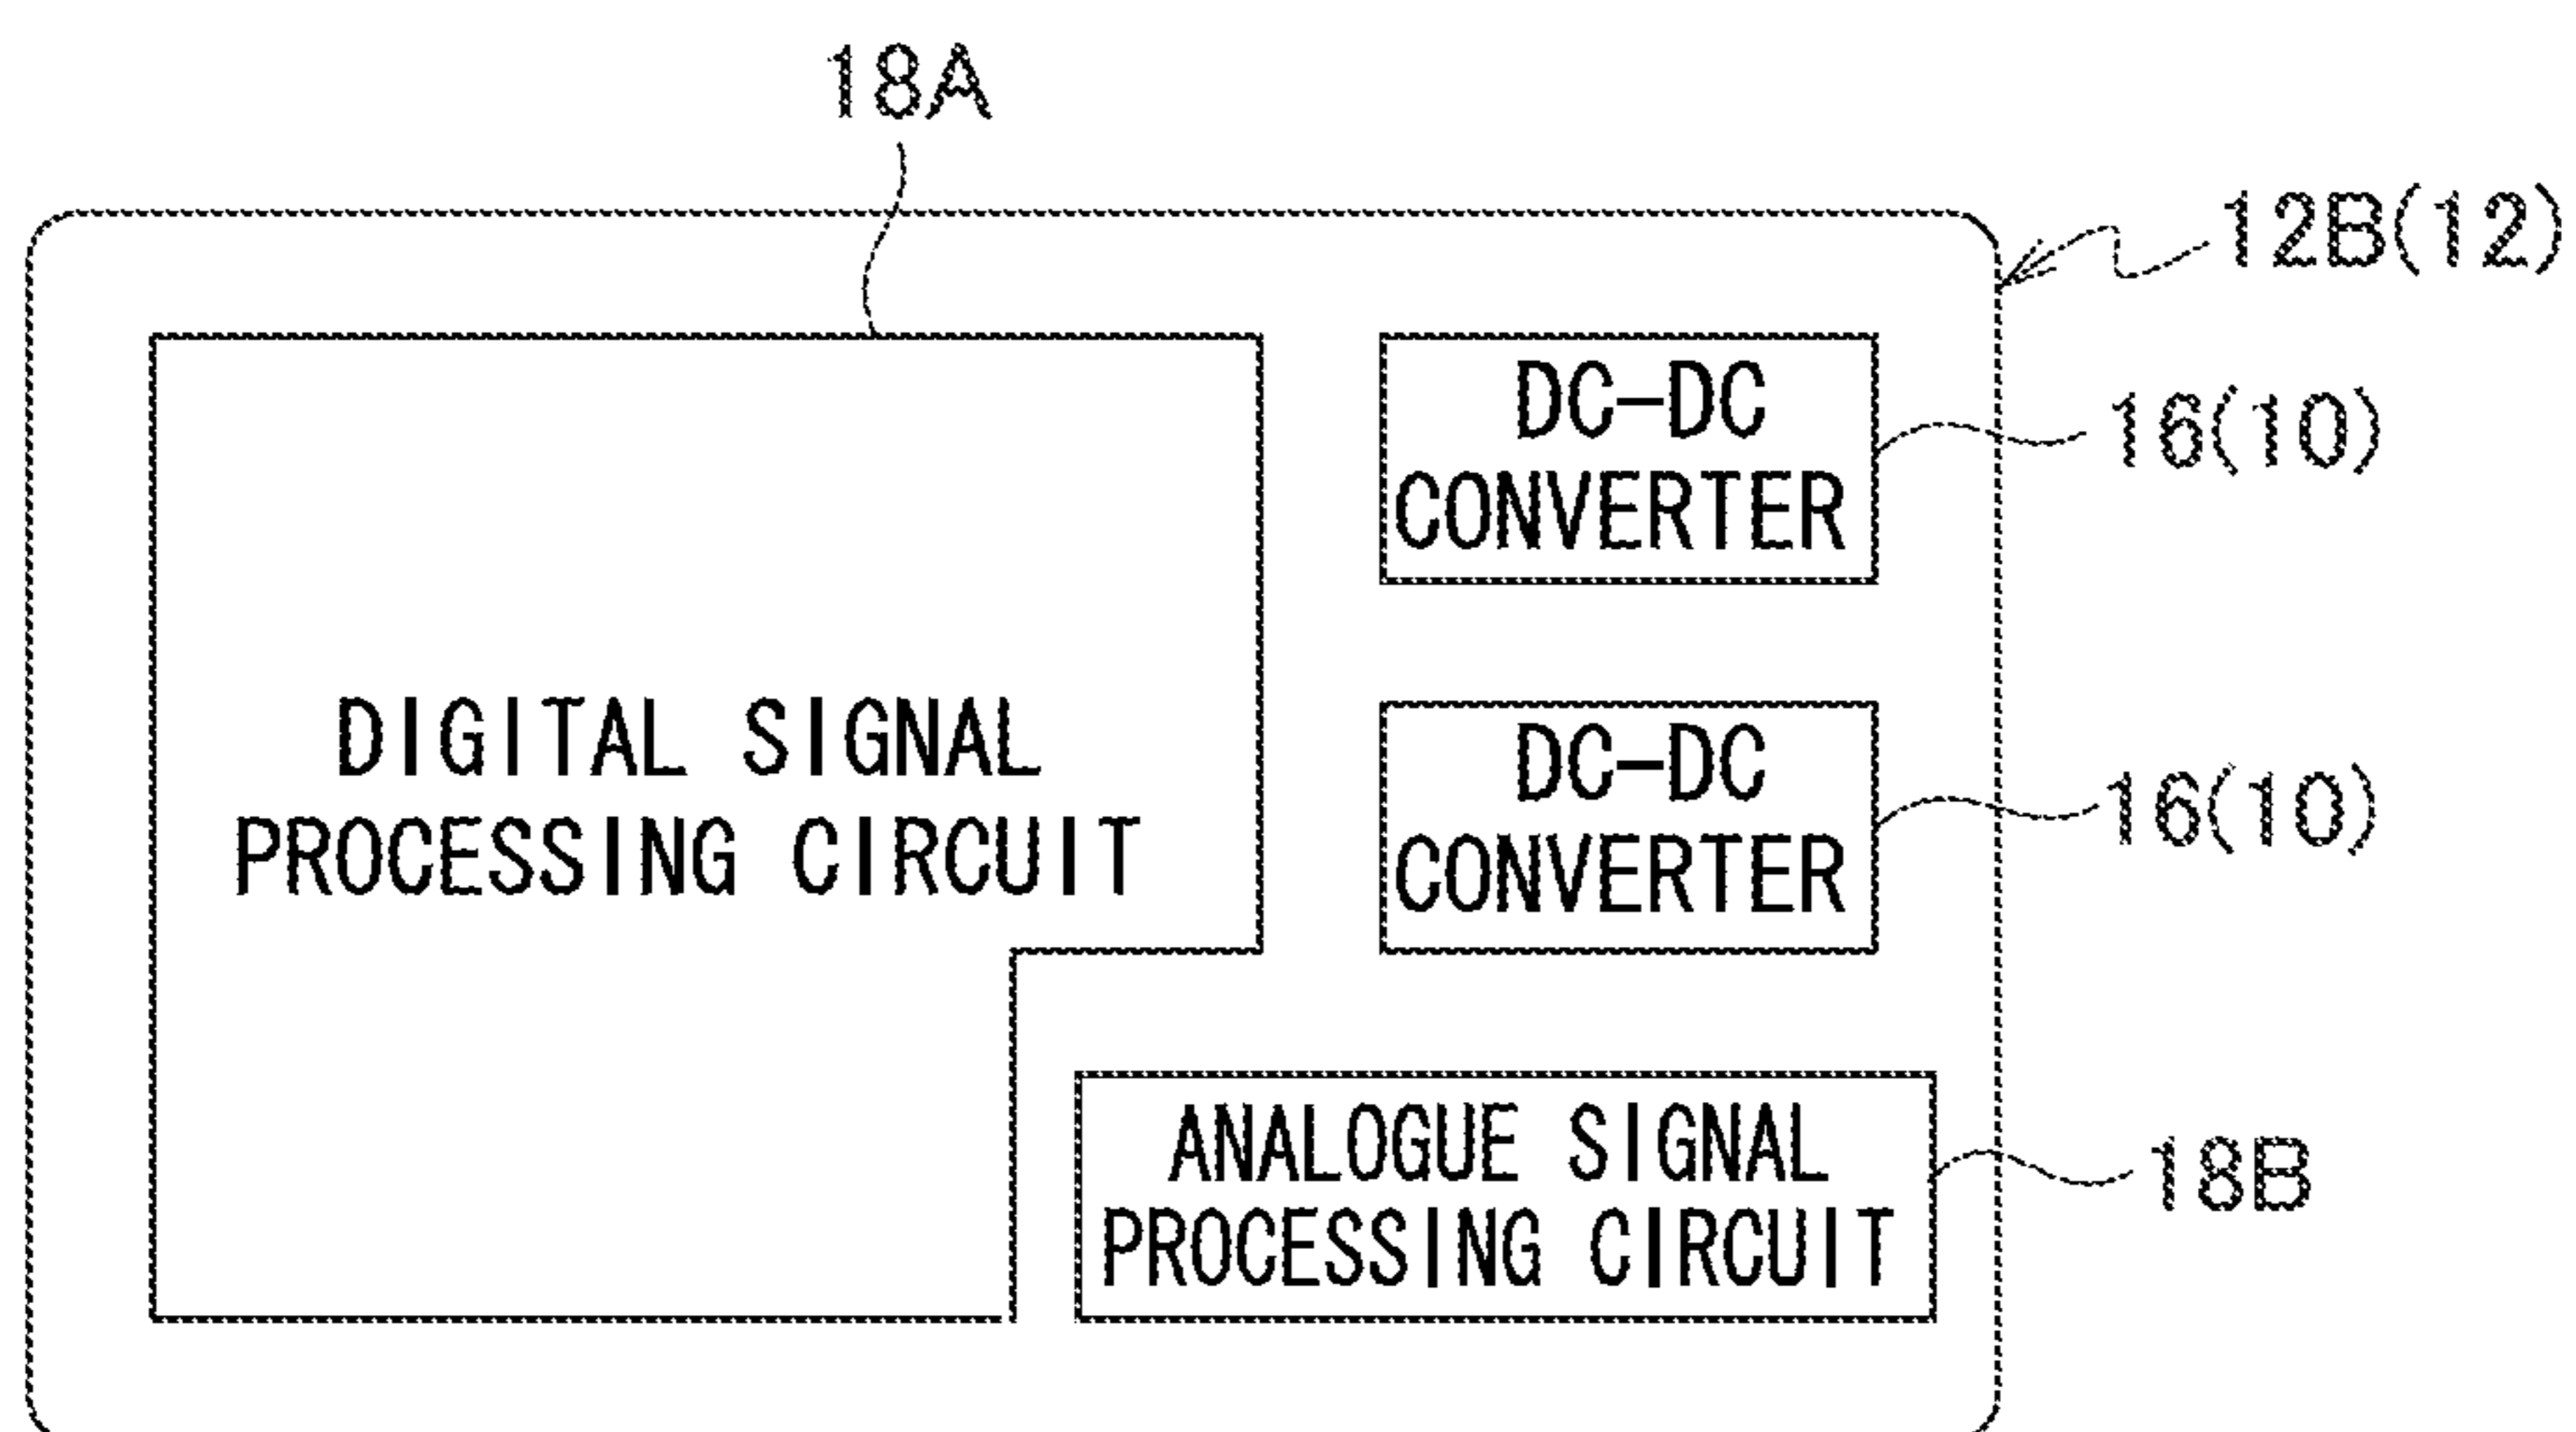 18A
12B(12)
DC-DC
CONVERTER
16(10)
DIGITAL SIGNAL
PROCESSING CIRCUIT
DC-DC
CONVERTER
16(10)
ANALOGUE SIGNAL
PROCESSING CIRCUIT
18B